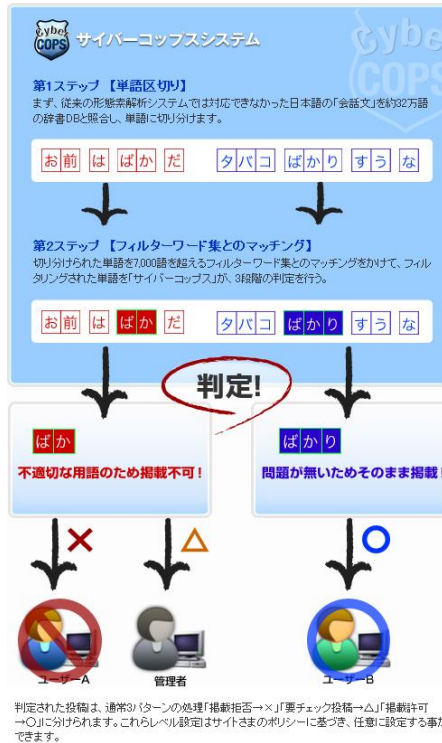 Cyber
COPS
サイバーコップスシステム
Cyber
COPS
第1ステップ 【単語区切り】
まず、従来の形態素解析システムでは対応できなかった日本語の「会話文」を約32万語
の辞書DBと照合し、単語に切り分けます。
お前 は ばか だ タバコ ばかり すう な
第2ステップ 【フィルターワード集とのマッチング】
切り分けられた単語を7,000語を超えるフィルターワード集とのマッチングをかけて、フィル
タリングされた単語を「サイバーコップス」が、3段階の判定を行う。
お前 は ばか だ タバコ ばかり すう な
判定!
ばか ばかり
不適切な用語のため掲載不可! 問題が無いためそのまま掲載!
× △ ○
ユーザーA 管理者 ユーザーB
判定された投稿は、通常3パターンの処理「掲載拒否→×」「要チェック投稿→△」「掲載許可
→○」に分けられます。これらレベル設定はサイトさまのポリシーに基づき、任意に設定する事が
できます。